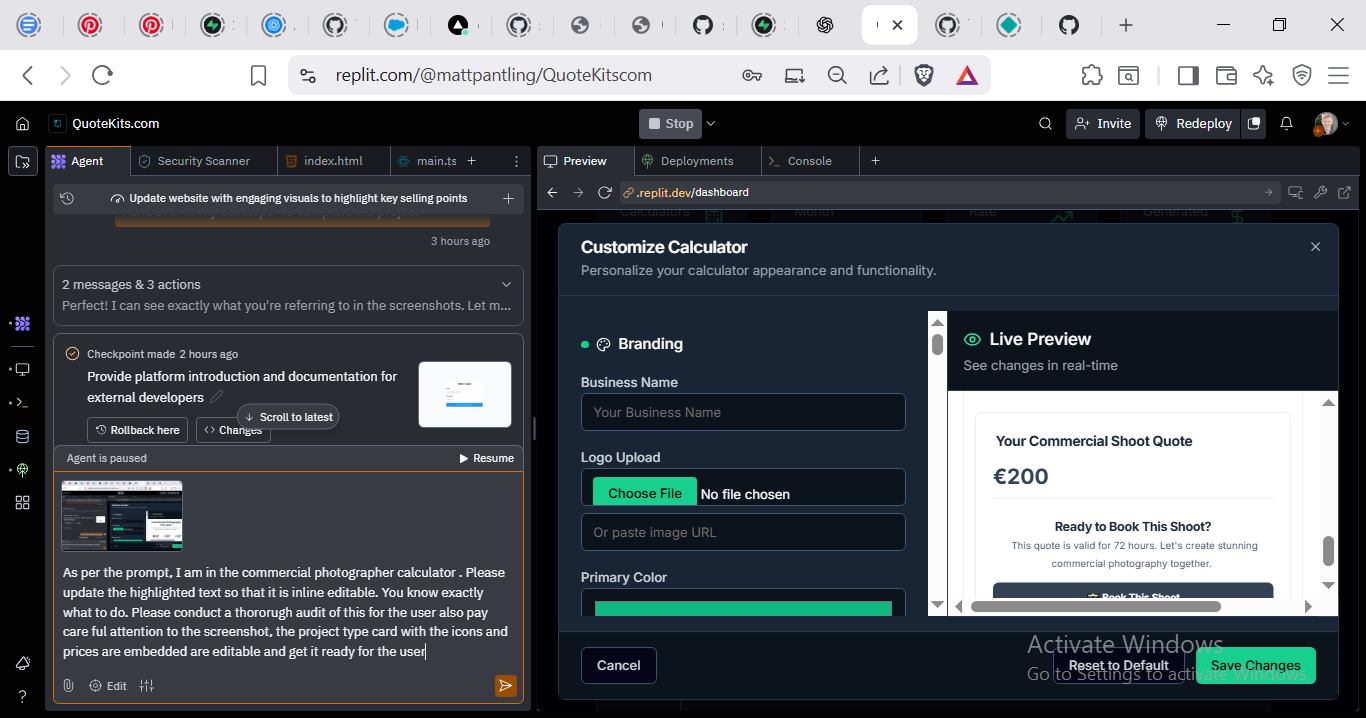 replit.com/@mattpantling/QuoteKitscom
QuoteKits.com
Stop
Invite
Redeploy
Agent
Security Scanner
index.html
main.ts
Preview
Deployments
Console
Update website with engaging visuals to highlight key selling points
.replit.dev/dashboard
3 hours ago
2 messages & 3 actions
Perfect! I can see exactly what you're referring to in the screenshots. Let m...
Checkpoint made 2 hours ago
Provide platform introduction and documentation for
external developers
Scroll to latest
Rollback here
Changes
Agent is paused
Resume
As per the prompt, I am in the commercial photographer calculator . Please
update the highlighted text so that it is inline editable. You know exactly
what to do. Please conduct a thororugh audit of this for the user also pay
care ful attention to the screenshot, the project type card with the icons and
prices are embedded are editable and get it ready for the user
Edit
Calculators
Month
Rate
Generated
Customize Calculator
Personalize your calculator appearance and functionality.
Branding
Business Name
Your Business Name
Logo Upload
Choose File No file chosen
Or paste image URL
Primary Color
Live Preview
See changes in real-time
Your Commercial Shoot Quote
€200
Ready to Book This Shoot?
This quote is valid for 72 hours. Let's create stunning
commercial photography together.
Book This Shoot
Cancel
Reset to Default
Save Changes
Activate Windows
Go to Settings to activate Windows.